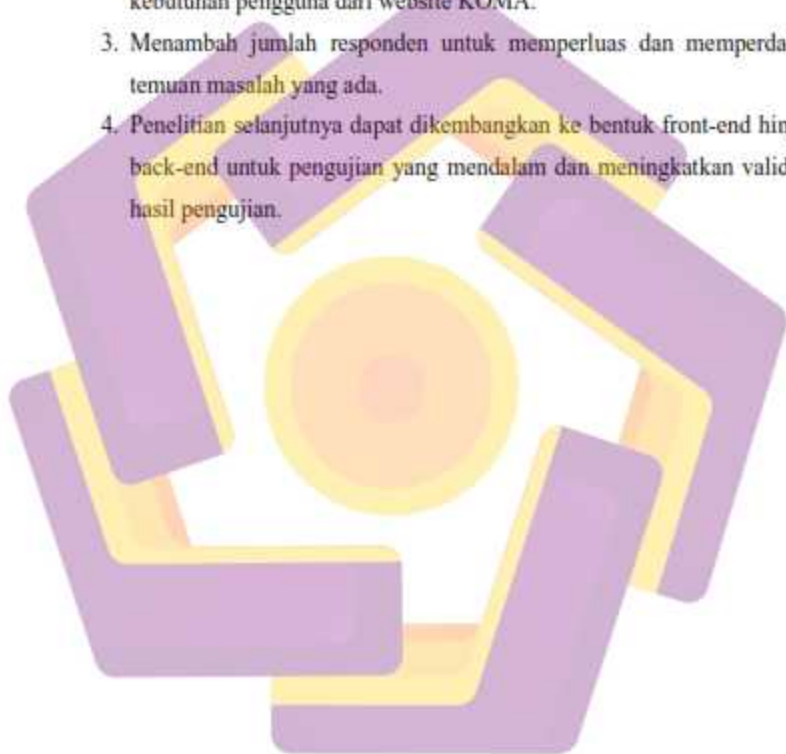 kebutuhan pengguna dari website KOMA.
3. Menambah jumlah responden untuk memperluas dan memperda
temuan masalah yang ada.
4. Penelitian selanjutnya dapat dikembangkan ke bentuk front-end hin
back-end untuk pengujian yang mendalam dan meningkatkan valid
hasil pengujian.